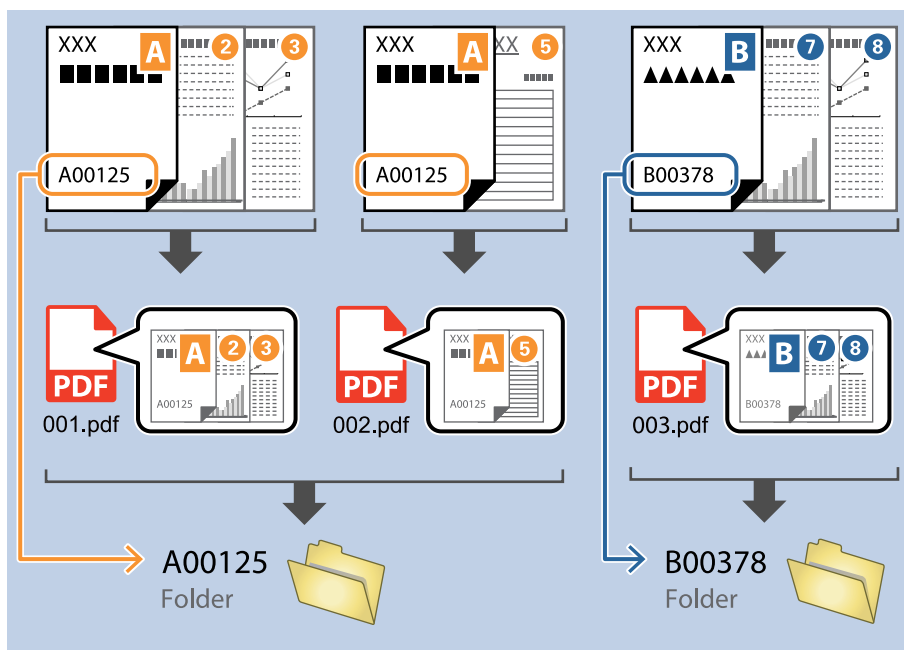 XXX A 2 3
A00125
XXX A XX 5
A00125
XXX B 7 8
B00378
PDF
001.pdf
XXX A 2 3
A00125
PDF
002.pdf
XXX A 5
A00125
PDF
003.pdf
XXX B 7 8
B00378
A00125
Folder
B00378
Folder